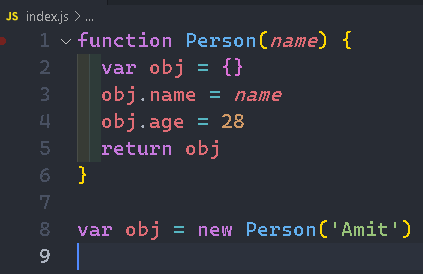 JS index.js > ...
1 function Person(name) {
2   var obj = {}
3   obj.name = name
4   obj.age = 28
5   return obj
6 }
7
8 var obj = new Person('Amit')
9